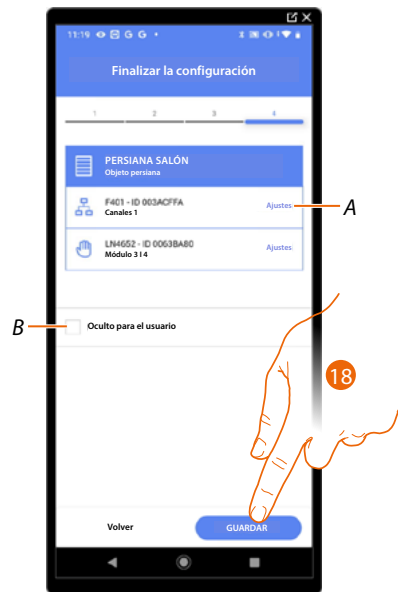 11:19 G G
Finalizar la configuración
1 2 3 4
PERSIANA SALÓN
Objeto persiana
F401 - ID 003ACFFA
Canales 1
Ajustes
A
LN4652 - ID 0063BA80
Módulo 3 I 4
Ajustes
B
Oculto para el usuario
18
Volver
GUARDAR